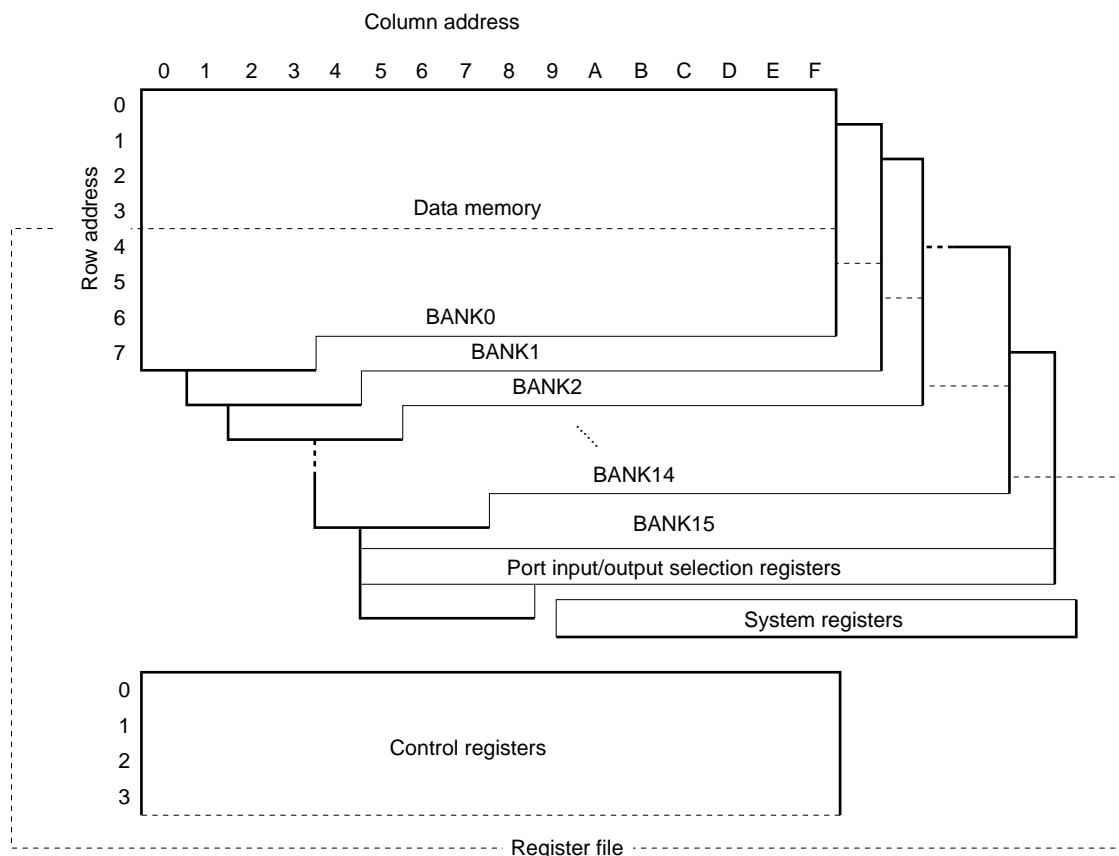 Column address
0 1 2 3 4 5 6 7 8 9 A B C D E F
Row address
0
1
2
3
4
5
6
7
Data memory
BANK0
BANK1
BANK2
BANK14
BANK15
Port input/output selection registers
System registers
0
1
2
3
Control registers
Register file